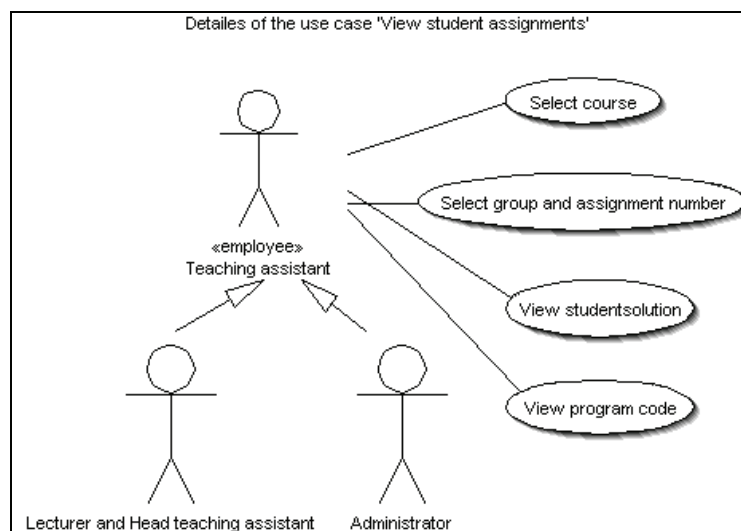 Detailes of the use case 'View student assignments'
Select course
Select group and assignment number
«employee»
Teaching assistant
View studentsolution
View program code
Lecturer and Head teaching assistant
Administrator